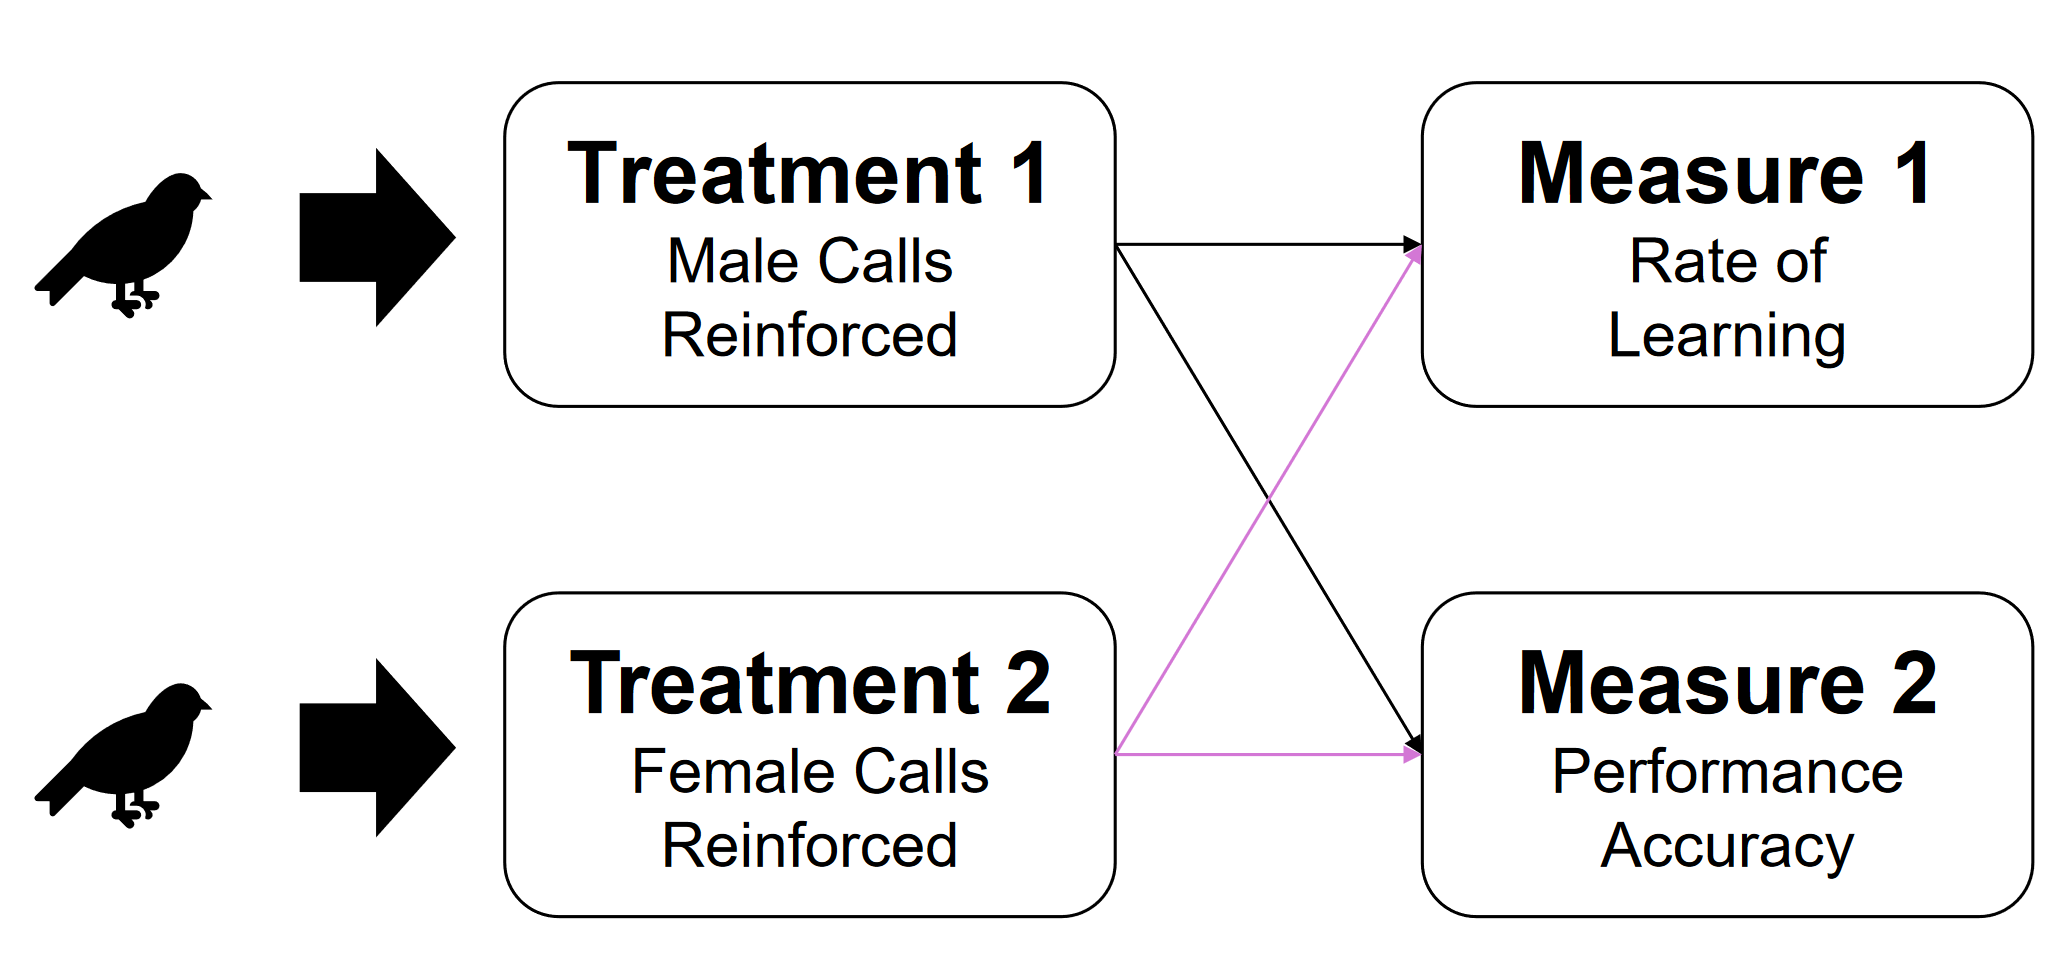 Treatment 1
Male Calls
Reinforced
Measure 1
Rate of
Learning
Treatment 2
Female Calls
Reinforced
Measure 2
Performance
Accuracy